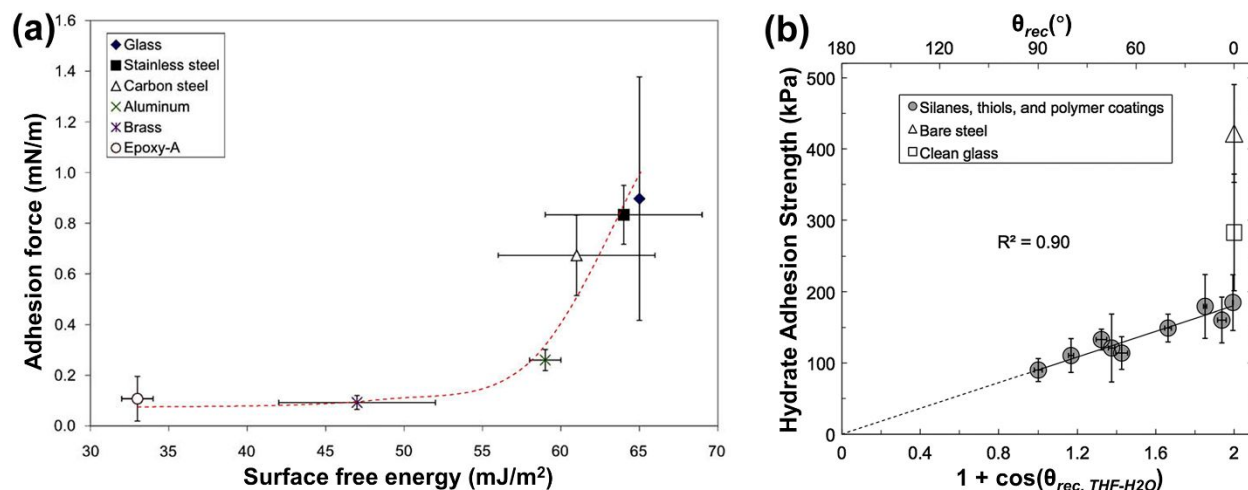 (a)
Adhesion force (mN/m)
1.6
1.4
1.2
1.0
0.8
0.6
0.4
0.2
0.0
Glass
Stainless steel
Carbon steel
Aluminum
Brass
Epoxy-A
30 35 40 45 50 55 60 65 70
Surface free energy (mJ/m²)
(b)
θrec(°)
180 120 90 60 0
Hydrate Adhesion Strength (kPa)
500
400
300
200
100
0
Silanes, thiols, and polymer coatings
Bare steel
Clean glass
R² = 0.90
0 0.4 0.8 1.2 1.6 2
1 + cos(θrec, THF-H2O)